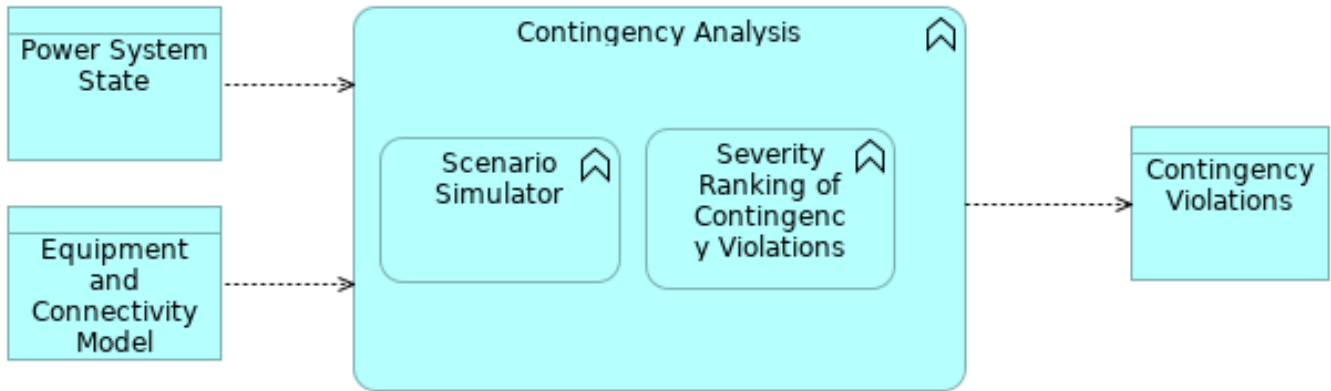 Power System
State
Equipment
and
Connectivity
Model
Contingency Analysis
Scenario
Simulator
Severity
Ranking of
Contingenc
y Violations
Contingency
Violations